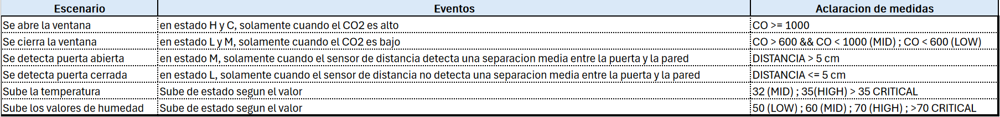 Escenario Eventos Aclaracion de medidas
Se abre la ventana en estado H y C, solamente cuando el CO2 es alto CO >= 1000
Se cierra la ventana en estado L y M, solamente cuando el CO2 es bajo CO > 600 && CO < 1000 (MID) ; CO < 600 (LOW)
Se detecta puerta abierta en estado M, solamente cuando el sensor de distancia detecta una separacion media entre la puerta y la pared DISTANCIA > 5 cm
Se detecta puerta cerrada en estado L, solamente cuando el sensor de distancia no detecta una separacion media entre la puerta y la pared DISTANCIA <= 5 cm
Sube la temperatura Sube de estado segun el valor 32 (MID) ; 35(HIGH) > 35 CRITICAL
Sube los valores de humedad Sube de estado segun el valor 50 (LOW) ; 60 (MID) ; 70 (HIGH) ; >70 CRITICAL